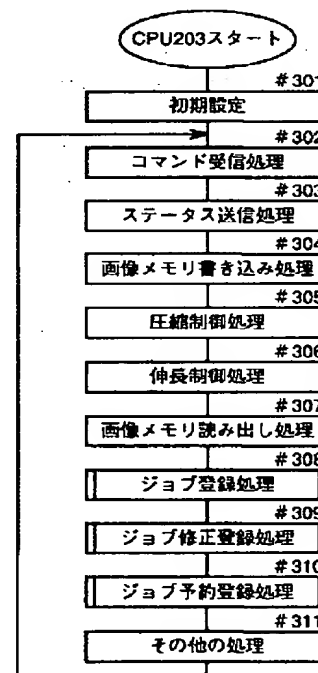 CPU203スタート
#301
初期設定
#302
コマンド受信処理
#303
ステータス送信処理
#304
画像メモリ書き込み処理
#305
圧縮制御処理
#306
伸長制御処理
#307
画像メモリ読み出し処理
#308
ジョブ登録処理
#309
ジョブ修正登録処理
#310
ジョブ予約登録処理
#311
その他の処理